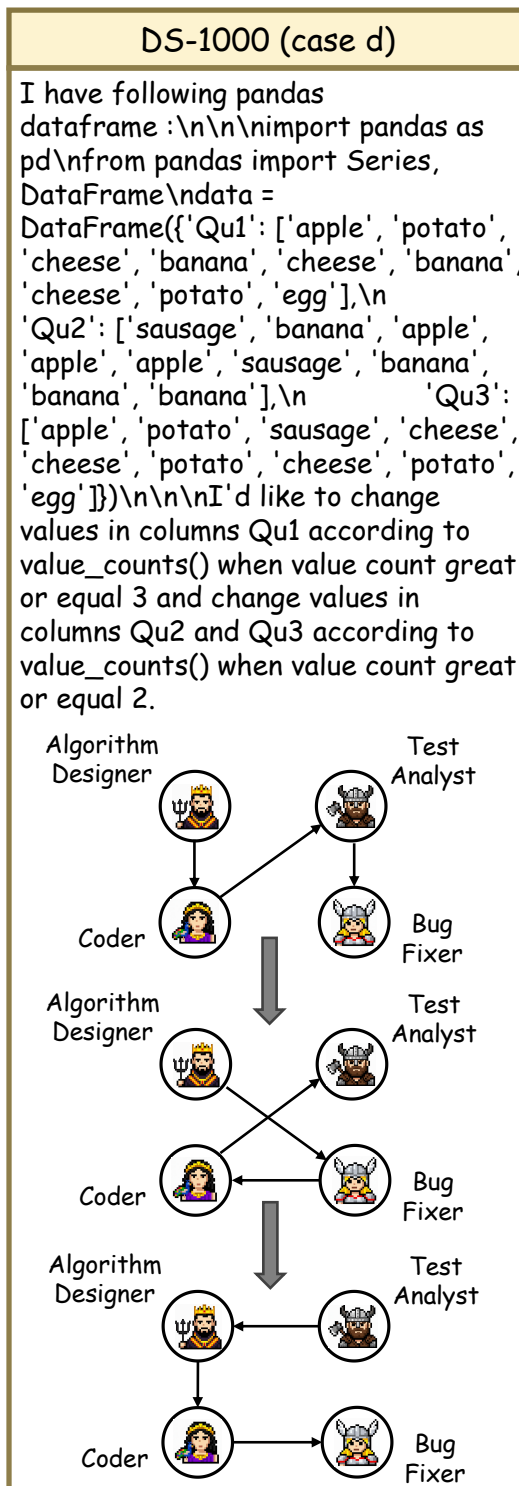 DS-1000 (case d)
I have following pandas
dataframe :\n\n\nimport pandas as
pd\nfrom pandas import Series,
DataFrame\ndata =
DataFrame({'Qu1': ['apple', 'potato',
'cheese', 'banana', 'cheese', 'banana',
'cheese', 'potato', 'egg'],\n
'Qu2': ['sausage', 'banana', 'apple',
'apple', 'apple', 'sausage', 'banana',
'banana', 'banana'],\n 'Qu3':
['apple', 'potato', 'sausage', 'cheese',
'cheese', 'potato', 'cheese', 'potato',
'egg']})\n\n\nI'd like to change
values in columns Qu1 according to
value_counts() when value count great
or equal 3 and change values in
columns Qu2 and Qu3 according to
value_counts() when value count great
or equal 2.
Algorithm
Designer
Test
Analyst
Coder
Bug
Fixer
Algorithm
Designer
Test
Analyst
Coder
Bug
Fixer
Algorithm
Designer
Test
Analyst
Coder
Bug
Fixer